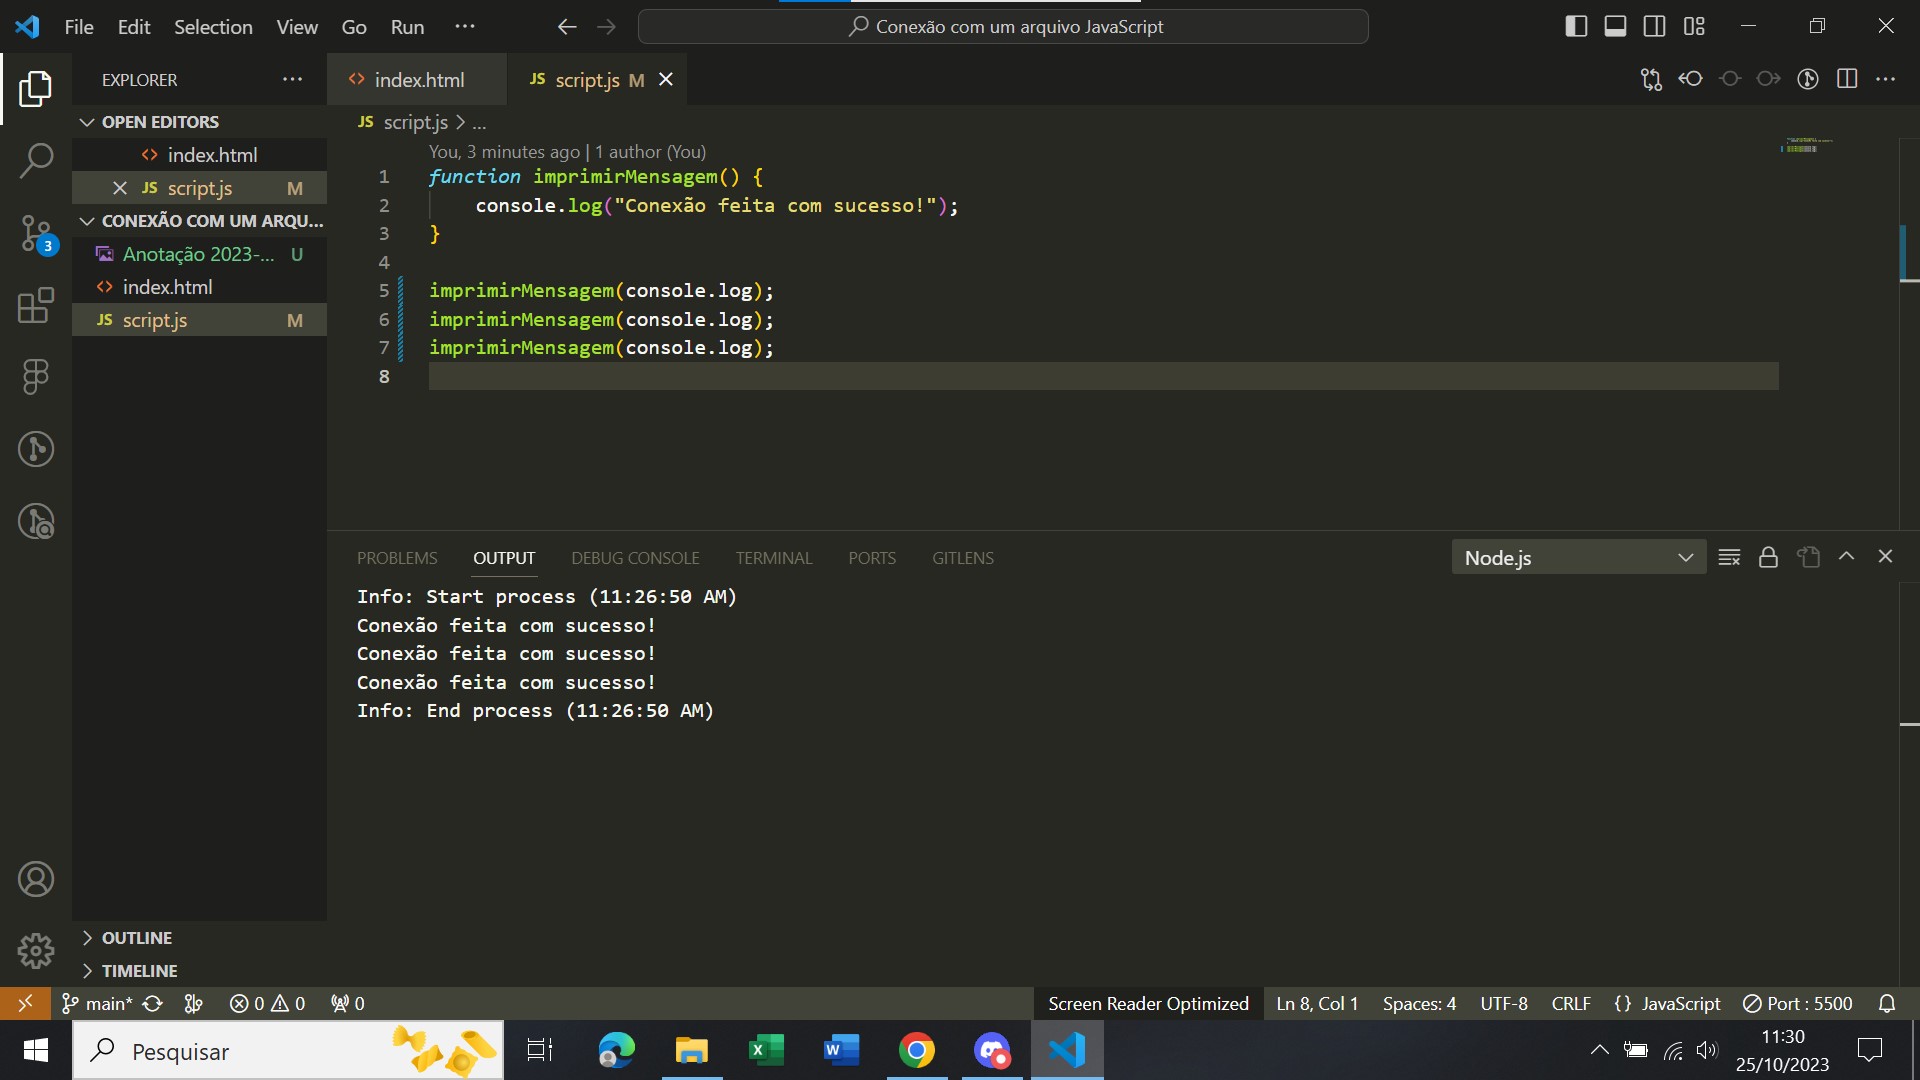 File Edit Selection View Go Run ···
Conexão com um arquivo JavaScript
EXPLORER
index.html
JS script.js M
OPEN EDITORS
index.html
JS script.js M
CONEXÃO COM UM ARQU...
Anotação 2023-... U
index.html
JS script.js M
3
JS script.js > ...
You, 3 minutes ago | 1 author (You)
1 function imprimirMensagem() {
2 console.log("Conexão feita com sucesso!");
3 }
4
5 imprimirMensagem(console.log);
6 imprimirMensagem(console.log);
7 imprimirMensagem(console.log);
8
PROBLEMS OUTPUT DEBUG CONSOLE TERMINAL PORTS GITLENS
Node.js
Info: Start process (11:26:50 AM)
Conexão feita com sucesso!
Conexão feita com sucesso!
Conexão feita com sucesso!
Info: End process (11:26:50 AM)
OUTLINE
TIMELINE
main* 0 0 0
Screen Reader Optimized Ln 8, Col 1 Spaces: 4 UTF-8 CRLF {} JavaScript Port : 5500
Pesquisar
11:30
25/10/2023